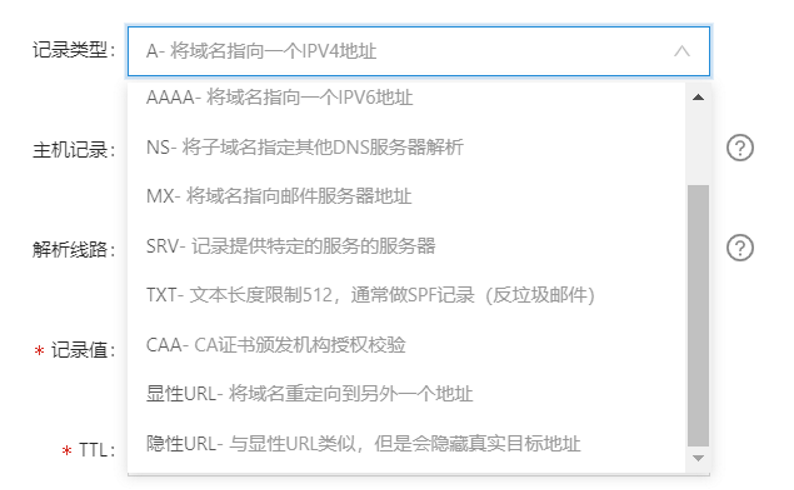 记录类型: A- 将域名指向一个IPV4地址
AAAA- 将域名指向一个IPV6地址
主机记录: NS- 将子域名指定其他DNS服务器解析 ?
MX- 将域名指向邮件服务器地址
解析线路: SRV- 记录提供特定的服务的服务器 ?
TXT- 文本长度限制512，通常做SPF记录（反垃圾邮件）
* 记录值: CAA- CA证书颁发机构授权校验
显性URL- 将域名重定向到另外一个地址
* TTL: 隐性URL- 与显性URL类似，但是会隐藏真实目标地址